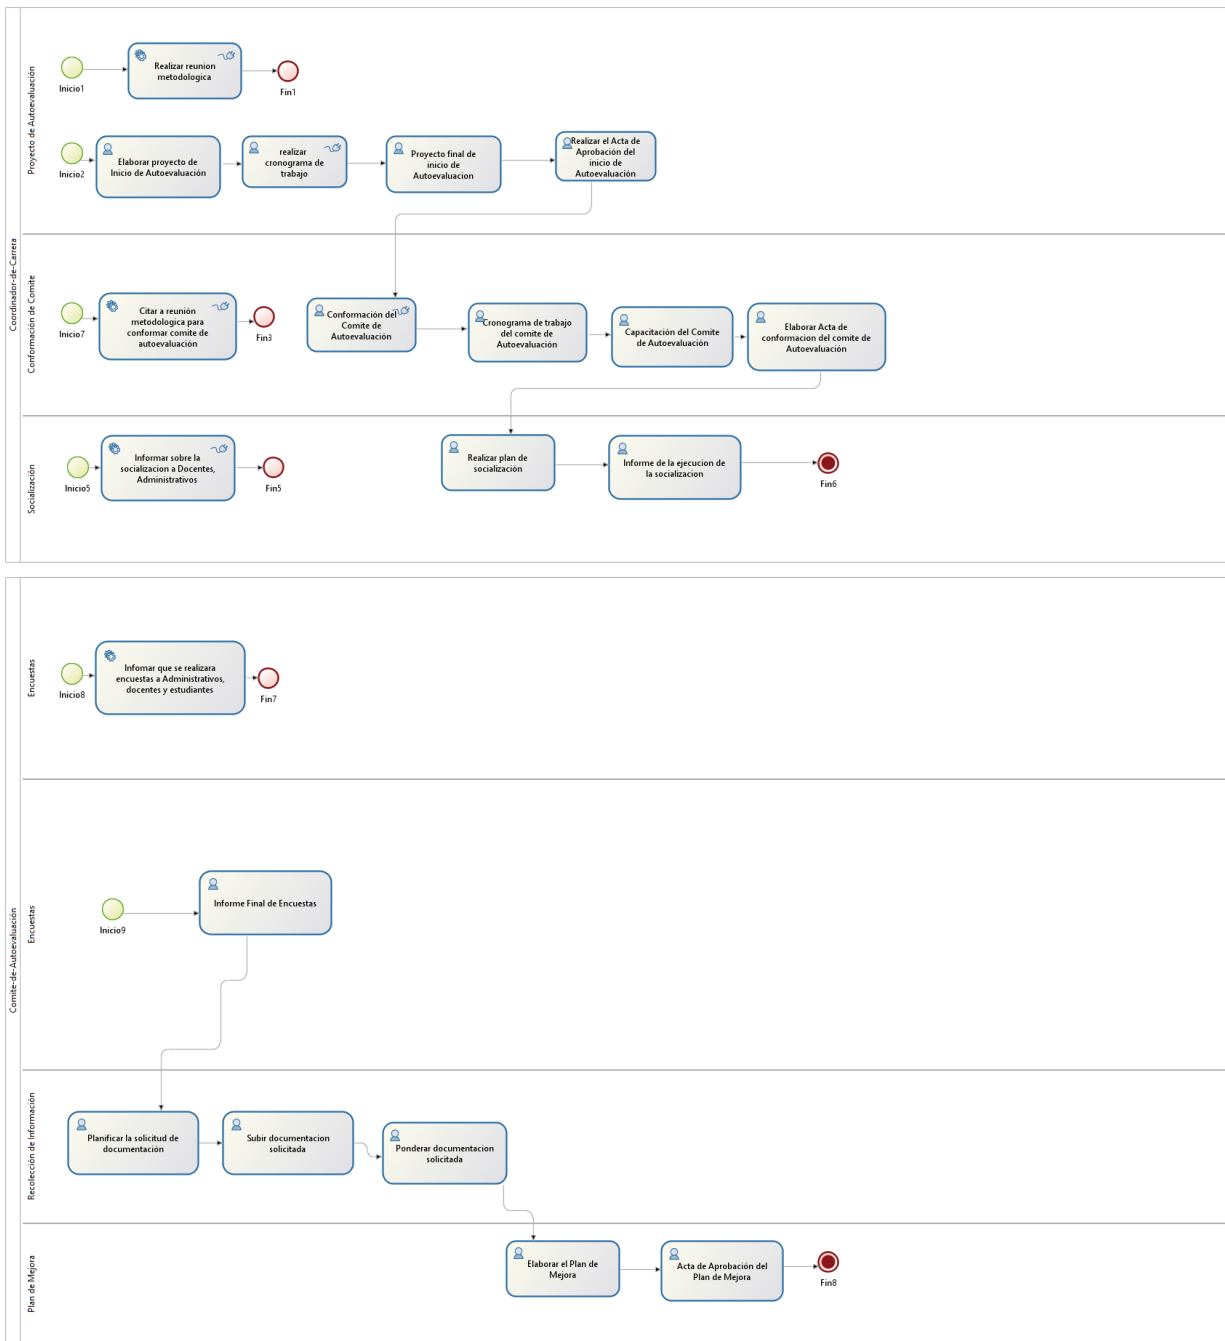 Coordinador-de-Carrera
Proyecto de Autoevaluación
Inicio1
Realizar reunion
metodologica
Fin1
Inicio2
Elaborar proyecto de
Inicio de Autoevaluación
realizar
cronograma de
trabajo
Proyecto final de
inicio de
Autoevaluacion
Realizar el Acta de
Aprobación del
inicio de
Autoevaluación
Conformación de Comite
Inicio7
Citar a reunión
metodologica para
conformar comite de
autoevaluación
Fin3
Conformación del
Comite de
Autoevaluación
Cronograma de trabajo
del comite de
Autoevaluación
Capacitación del Comite
de Autoevaluación
Elaborar Acta de
conformacion del comite de
Autoevaluación
Socialización
Inicio5
Informar sobre la
socializacion a Docentes,
Administrativos
Fin5
Realizar plan de
socialización
Informe de la ejecucion de
la socializacion
Fin6
Comite-de-Autoevaluación
Encuestas
Inicio8
Infomar que se realizara
encuestas a Administrativos,
docentes y estudiantes
Fin7
Encuestas
Inicio9
Informe Final de Encuestas
Recolección de Información
Planificar la solicitud de
documentación
Subir documentacion
solicitada
Ponderar documentacion
solicitada
Plan de Mejora
Elaborar el Plan de
Mejora
Acta de Aprobación del
Plan de Mejora
Fin8